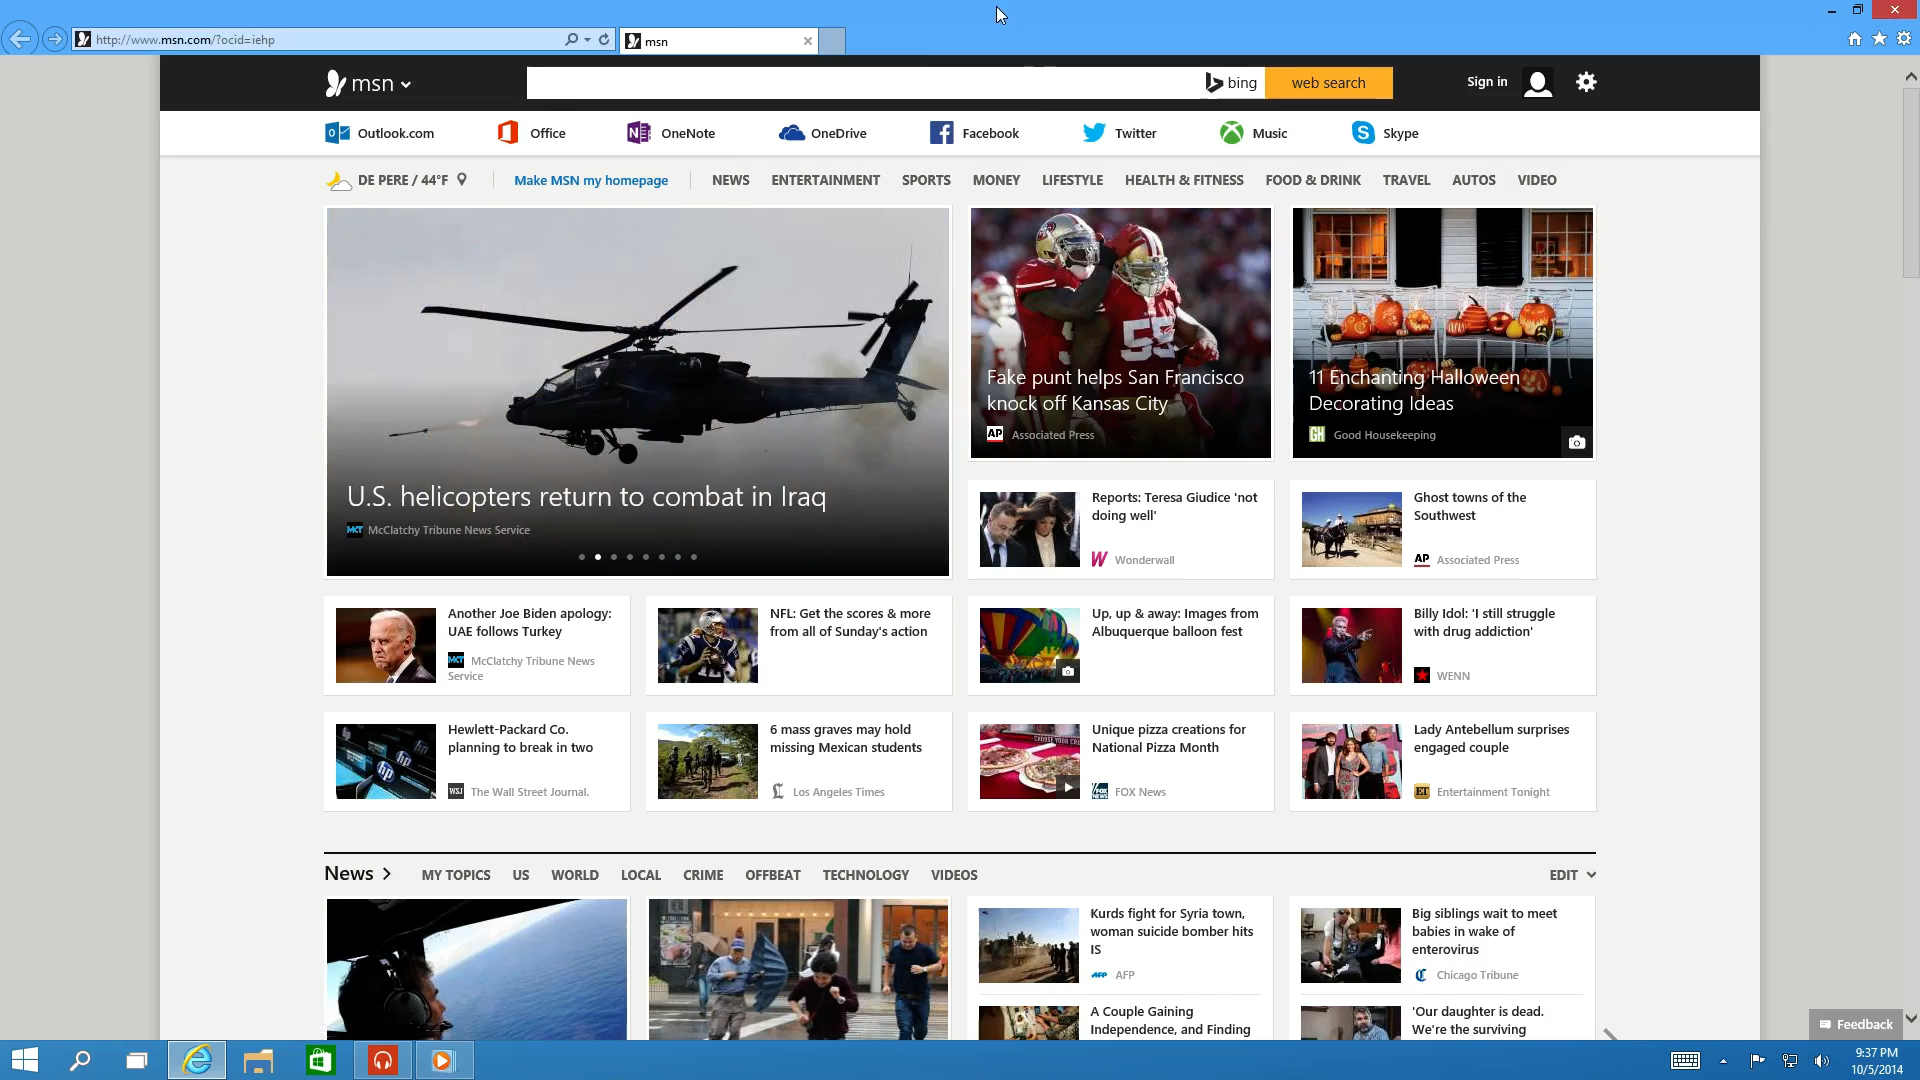 http://www.msn.com/?ocid=iehp
msn
msn
bing
web search
Sign in
Outlook.com
Office
OneNote
OneDrive
Facebook
Twitter
Music
Skype
DE PERE / 44°F
Make MSN my homepage
NEWS
ENTERTAINMENT
SPORTS
MONEY
LIFESTYLE
HEALTH & FITNESS
FOOD & DRINK
TRAVEL
AUTOS
VIDEO
U.S. helicopters return to combat in Iraq
MCT McClatchy Tribune News Service
55
Fake punt helps San Francisco
knock off Kansas City
AP Associated Press
11 Enchanting Halloween
Decorating Ideas
GH Good Housekeeping
Reports: Teresa Giudice 'not
doing well'
W Wonderwall
Ghost towns of the
Southwest
AP Associated Press
Another Joe Biden apology:
UAE follows Turkey
MCT McClatchy Tribune News
Service
NFL: Get the scores & more
from all of Sunday's action
Up, up & away: Images from
Albuquerque balloon fest
Billy Idol: 'I still struggle
with drug addiction'
WENN
hp
Hewlett-Packard Co.
planning to break in two
WSJ The Wall Street Journal.
6 mass graves may hold
missing Mexican students
Los Angeles Times
Unique pizza creations for
National Pizza Month
FOX News
Lady Antebellum surprises
engaged couple
ET Entertainment Tonight
News
MY TOPICS
US
WORLD
LOCAL
CRIME
OFFBEAT
TECHNOLOGY
VIDEOS
EDIT
Kurds fight for Syria town,
woman suicide bomber hits
IS
AFP AFP
A Couple Gaining
Independence, and Finding
Big siblings wait to meet
babies in wake of
enterovirus
Chicago Tribune
'Our daughter is dead.
We're the surviving
Feedback
9:37 PM
10/5/2014